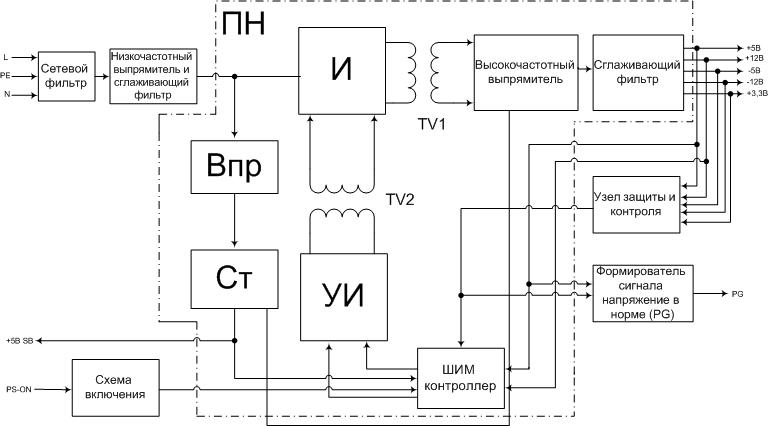 ПН
L
PE
N
Сетевой
фильтр
Низкочастотный
выпрямитель и
сглаживающий
фильтр
И
TV1
Высокочастотный
выпрямитель
Сглаживающий
фильтр
+5В
+12В
-5В
-12В
+3,3В
Впр
TV2
Узел защиты и
контроля
Ст
УИ
Формирователь
сигнала
напряжение в
норме (PG)
PG
+5В SB
ШИМ
контроллер
PS-ON
Схема
включения